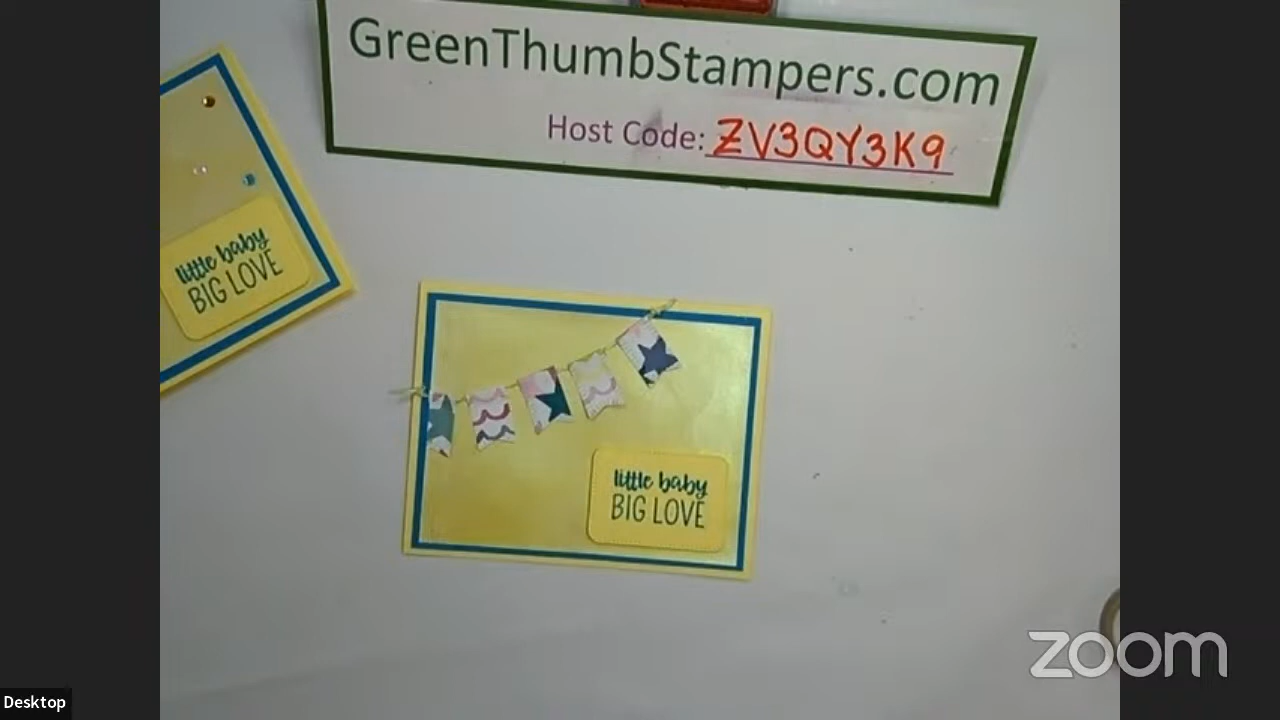 GreenThumbStampers.com
Host Code: ZV3QY3K9
little baby
BIG LOVE
little baby
BIG LOVE
zoom
Desktop